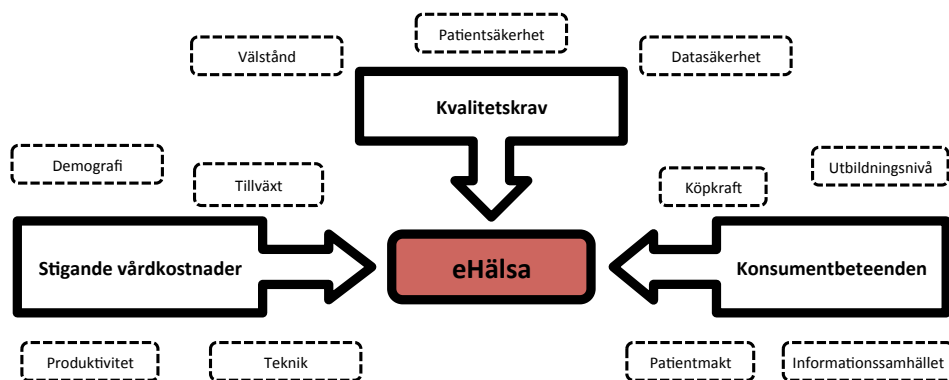 Patientsäkerhet
Välstånd
Datasäkerhet
Kvalitetskrav
Demografi
Tillväxt
Köpkraft
Utbildningsnivå
Stigande vårdkostnader
eHälsa
Konsumentbeteenden
Produktivitet
Teknik
Patientmakt
Informationssamhället